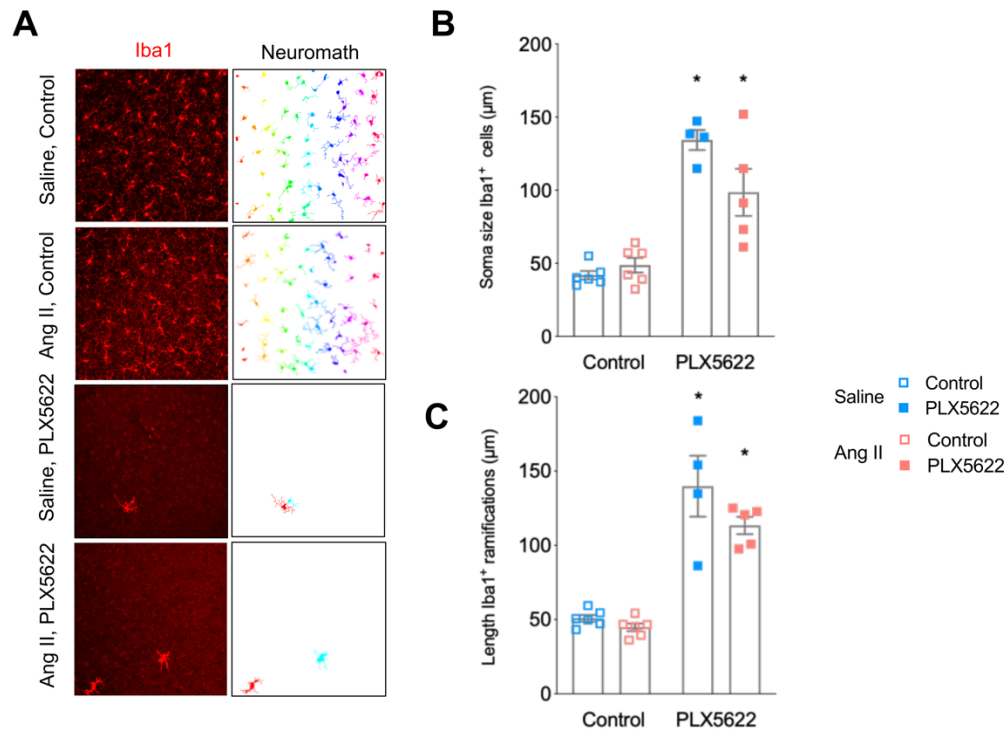 A
Iba1
Neuromath
Saline, Control
Ang II, Control
Saline, PLX5622
Ang II, PLX5622
B
Soma size Iba1⁺ cells (µm)
200
150
100
50
0
* *
Control
PLX5622
C
Length Iba1⁺ ramifications (µm)
200
150
100
50
0
*
*
Control
PLX5622
Saline
Control
PLX5622
Ang II
Control
PLX5622